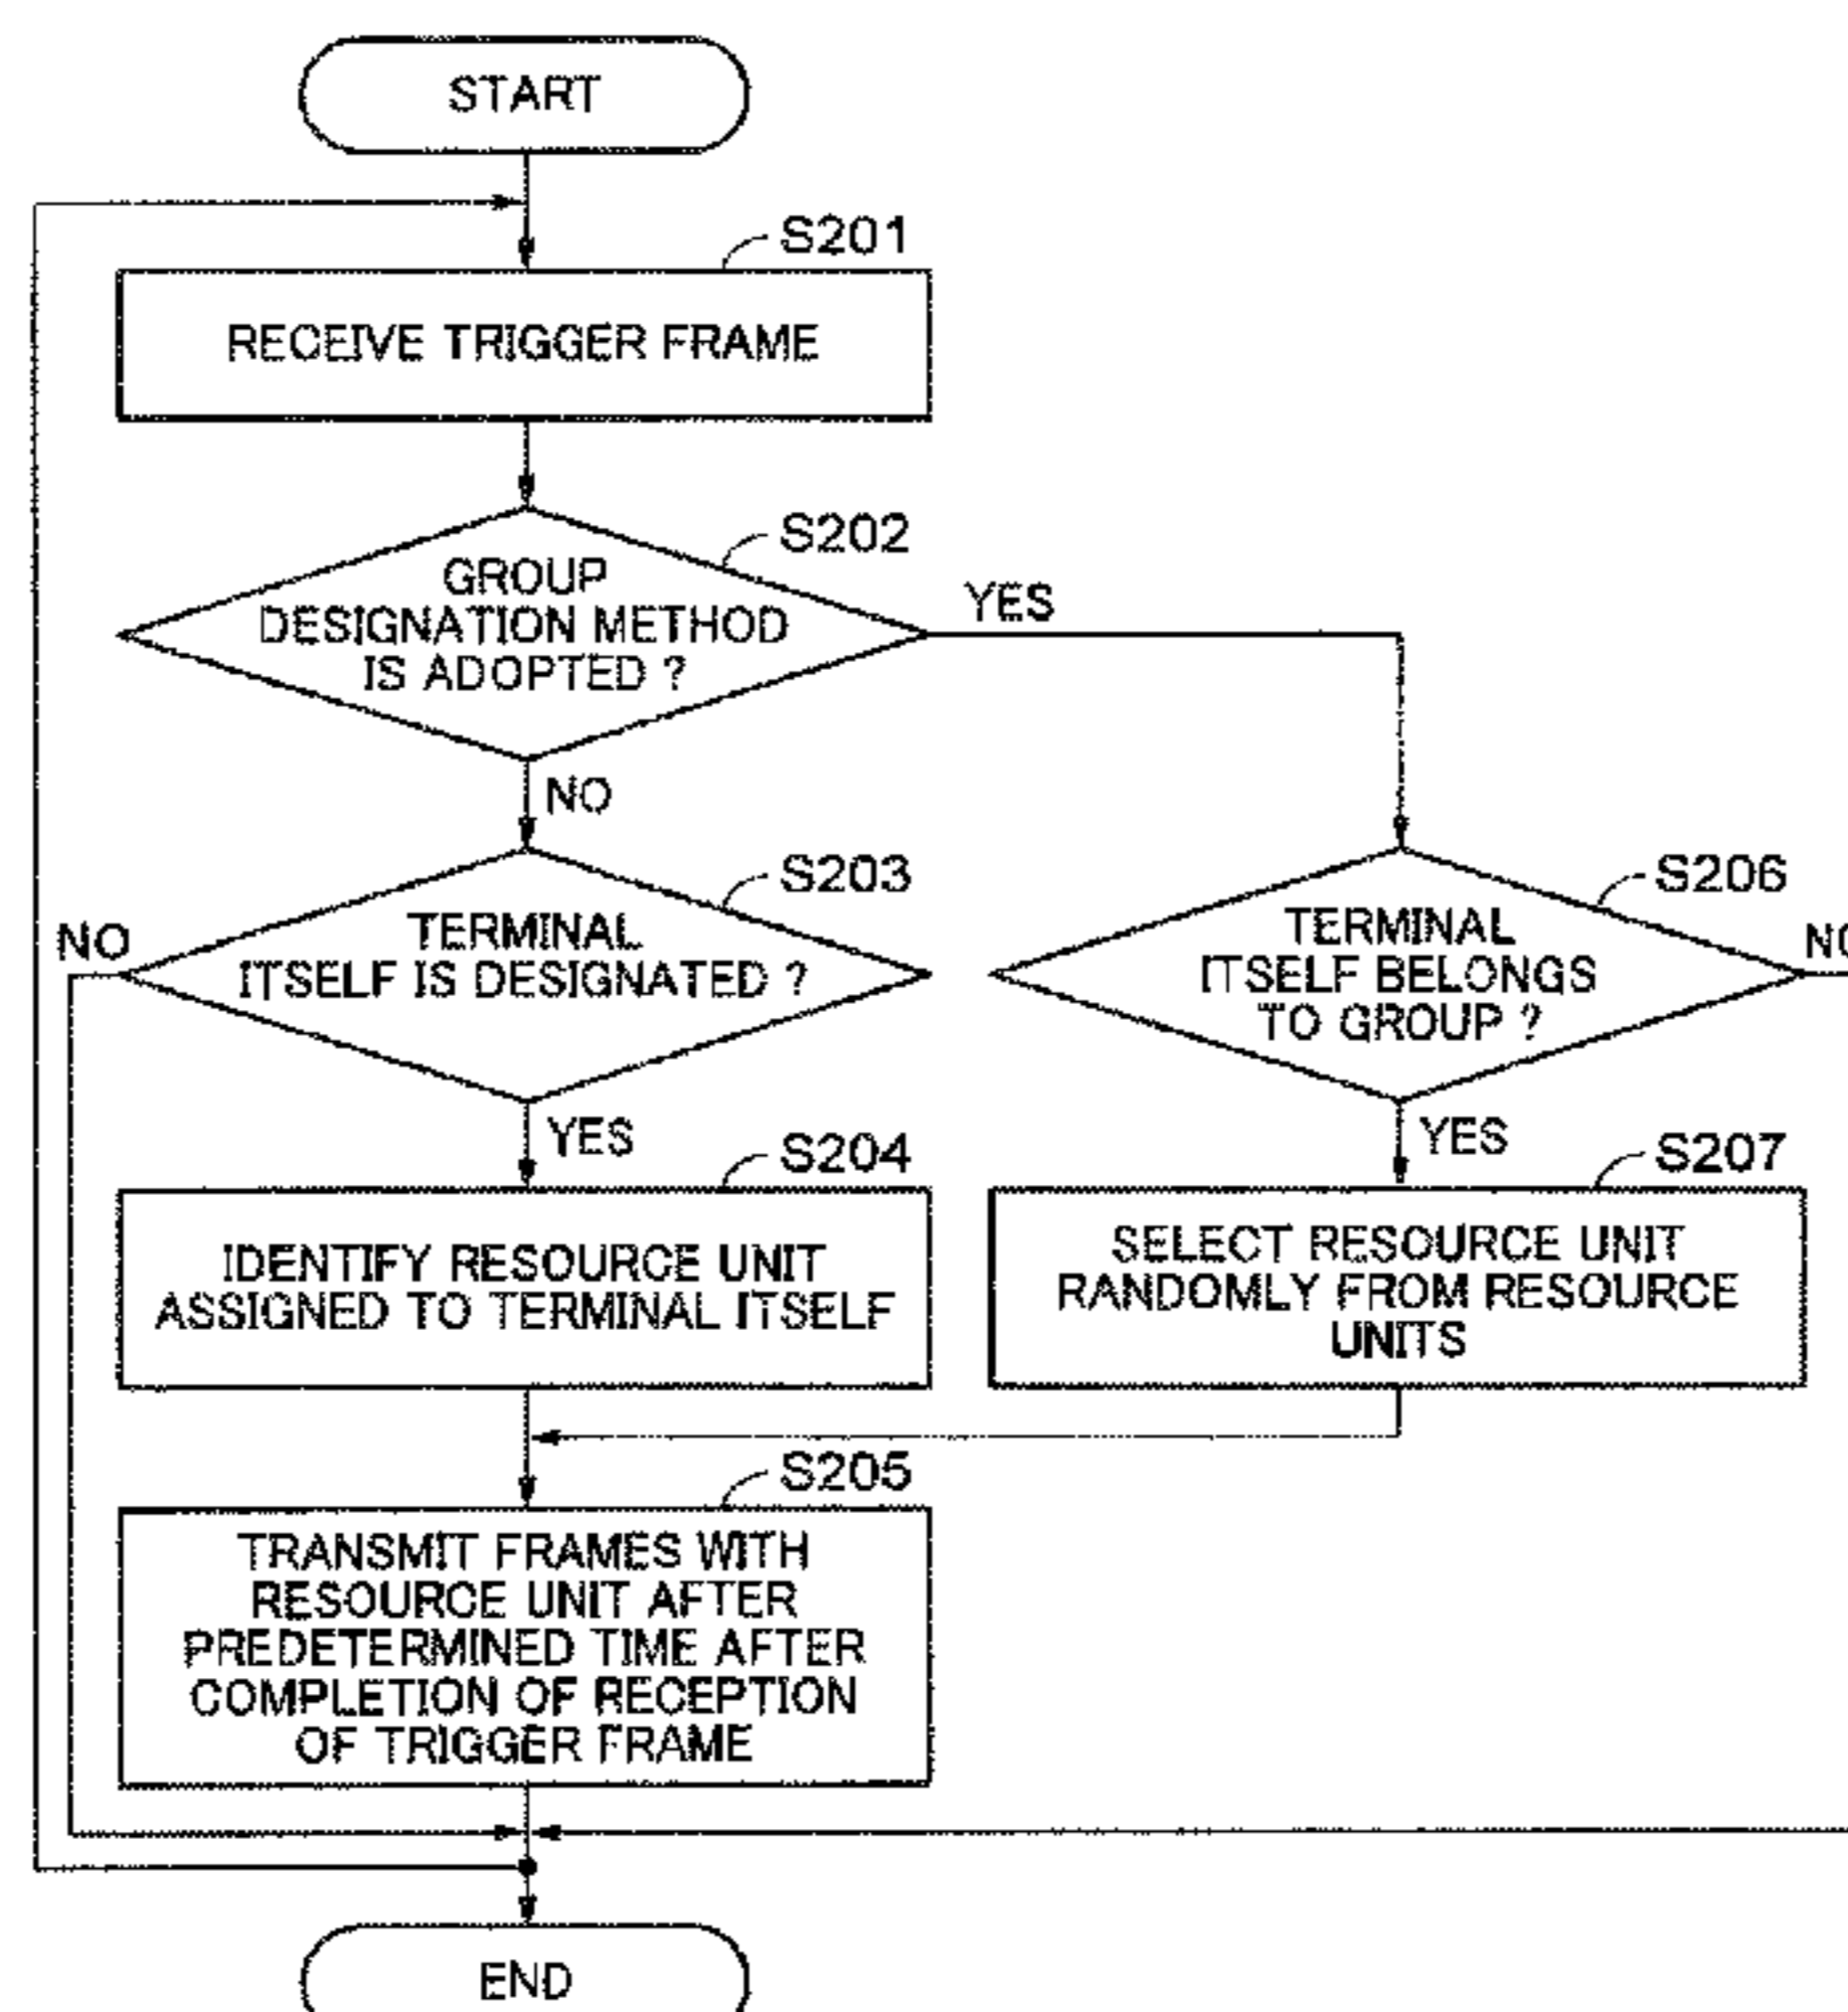 START
S201
RECEIVE TRIGGER FRAME
S202
GROUP
DESIGNATION METHOD
IS ADOPTED ?
YES
NO
S203
TERMINAL
ITSELF IS DESIGNATED ?
NO
YES
S206
TERMINAL
ITSELF BELONGS
TO GROUP ?
NO
YES
S204
IDENTIFY RESOURCE UNIT
ASSIGNED TO TERMINAL ITSELF
S207
SELECT RESOURCE UNIT
RANDOMLY FROM RESOURCE
UNITS
S205
TRANSMIT FRAMES WITH
RESOURCE UNIT AFTER
PREDETERMINED TIME AFTER
COMPLETION OF RECEPTION
OF TRIGGER FRAME
END